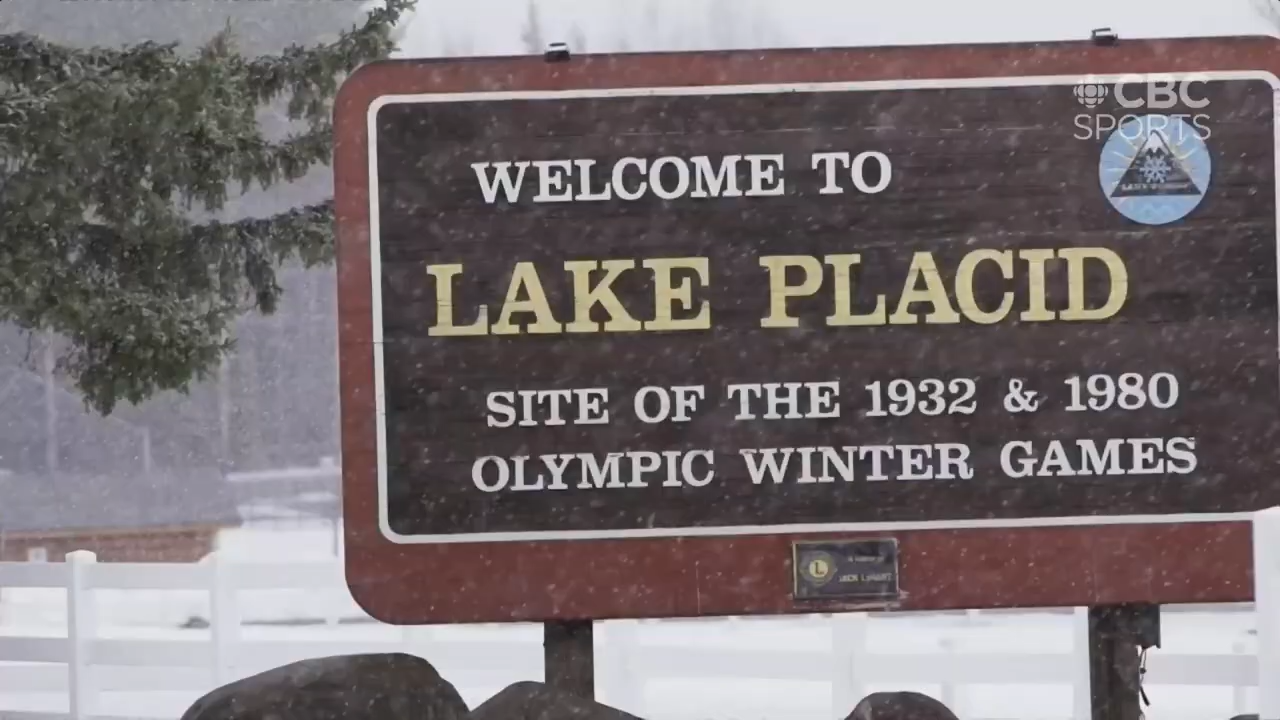 CBC
SPORTS
WELCOME TO
LAKE PLACID
SITE OF THE 1932 & 1980
OLYMPIC WINTER GAMES
L